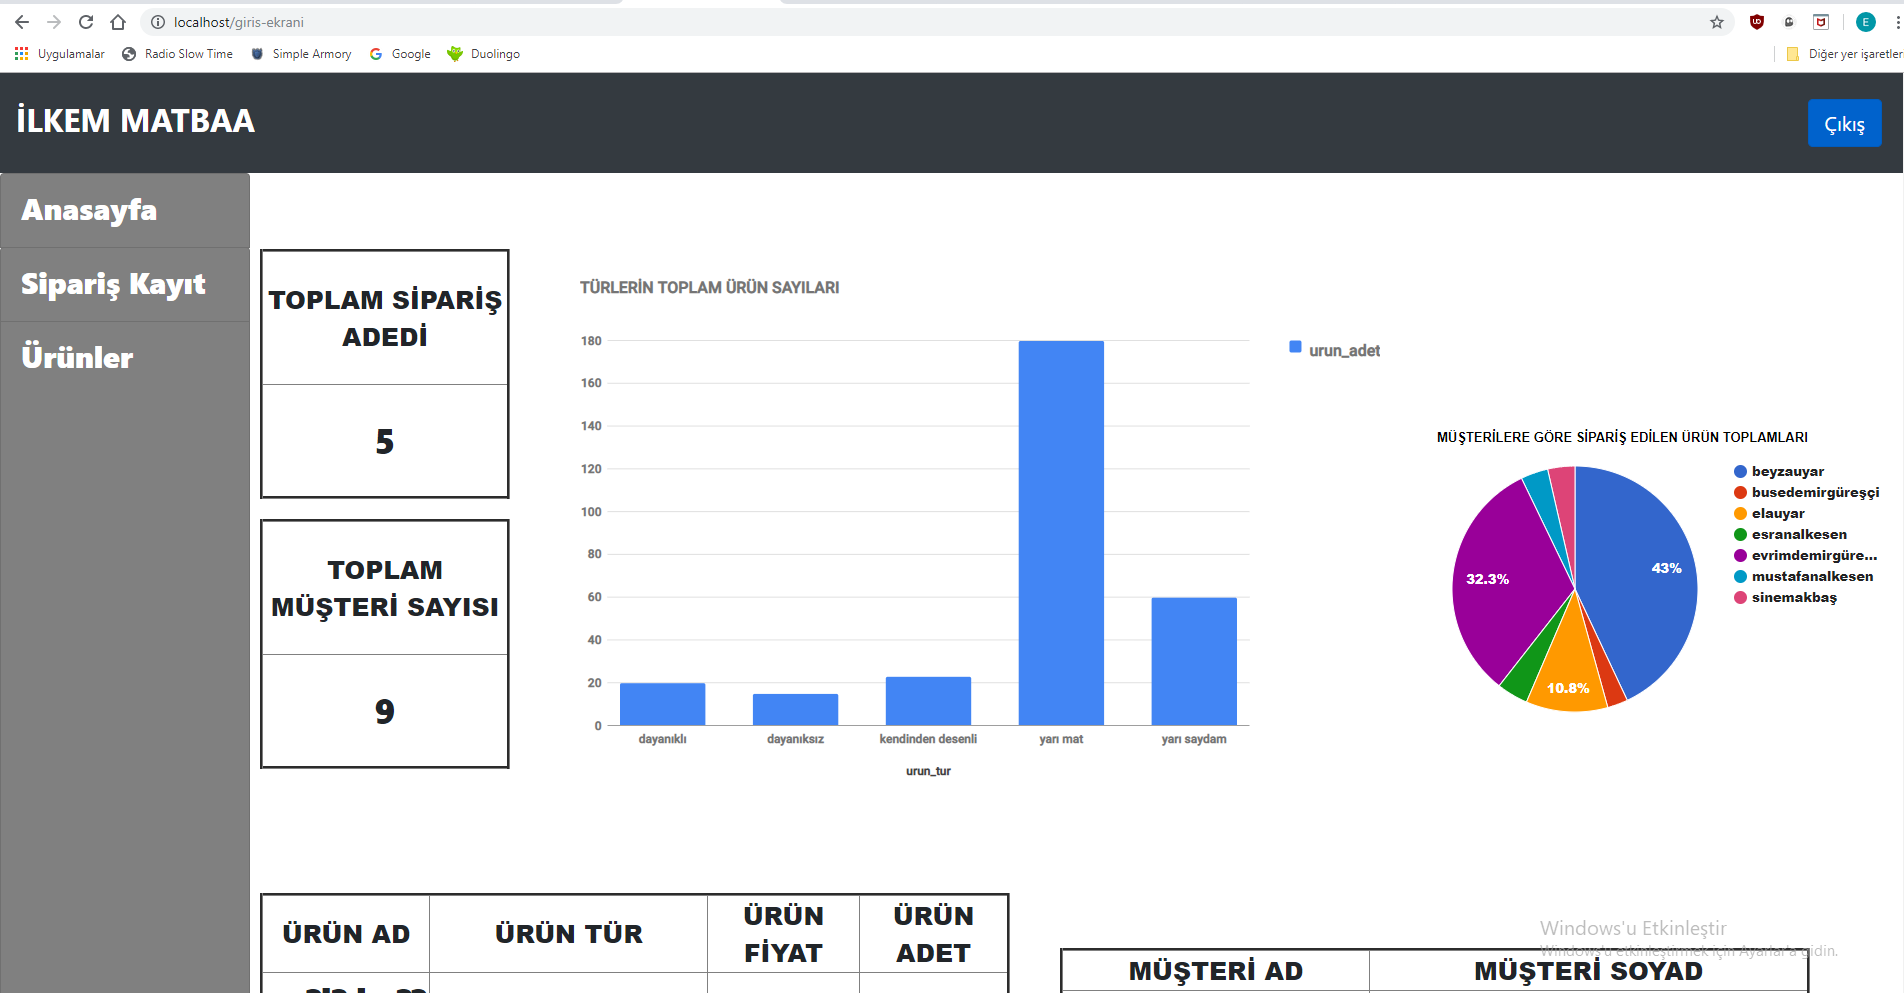 localhost/giris-ekrani
E
Uygulamalar
Radio Slow Time
Simple Armory
Google
Duolingo
Diğer yer işaretler
İLKEM MATBAA
Çıkış
Anasayfa
Sipariş Kayıt
Ürünler
TOPLAM SİPARİŞ
ADEDİ
5
TOPLAM
MÜŞTERİ SAYISI
9
TÜRLERİN TOPLAM ÜRÜN SAYILARI
180
160
140
120
100
80
60
40
20
0
dayanıklı
dayanıksız
kendinden desenli
yarı mat
yarı saydam
urun_tur
urun_adet
MÜŞTERİLERE GÖRE SİPARİŞ EDİLEN ÜRÜN TOPLAMLARI
43%
32.3%
10.8%
beyzauyar
busedemirgüreşçi
elauyar
esranalkesen
evrimdemirgüre...
mustafanalkesen
sinemakbaş
ÜRÜN AD
ÜRÜN TÜR
ÜRÜN
FİYAT
ÜRÜN
ADET
MÜŞTERİ AD
MÜŞTERİ SOYAD
Windows'u Etkinleştir
Windows'u etkinleştirmek için Ayarlar'a gidin.